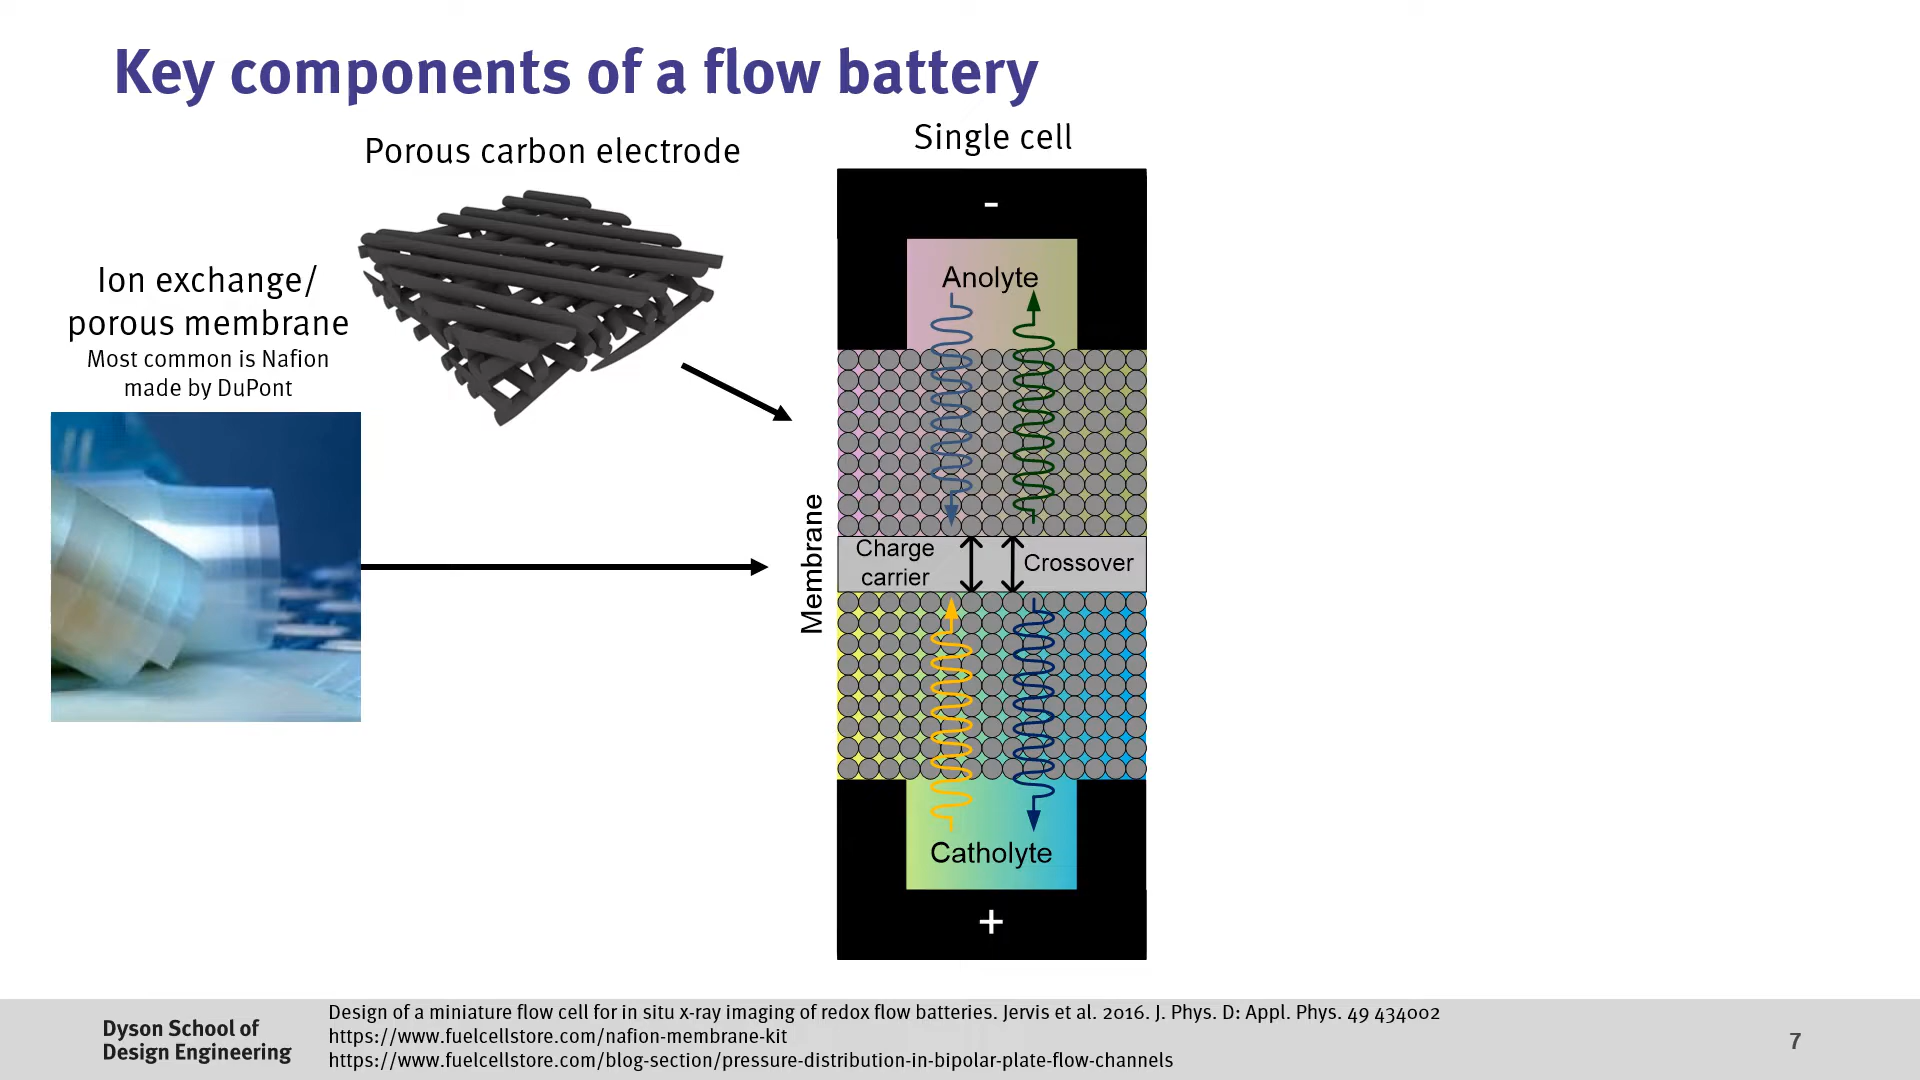 Key components of a flow battery
Porous carbon electrode
Single cell
Ion exchange/
porous membrane
Most common is Nafion
made by DuPont
-
Anolyte
Membrane
Charge
carrier
Crossover
Catholyte
+
Dyson School of
Design Engineering
Design of a miniature flow cell for in situ x-ray imaging of redox flow batteries. Jervis et al. 2016. J. Phys. D: Appl. Phys. 49 434002
https://www.fuelcellstore.com/nafion-membrane-kit
https://www.fuelcellstore.com/blog-section/pressure-distribution-in-bipolar-plate-flow-channels
7